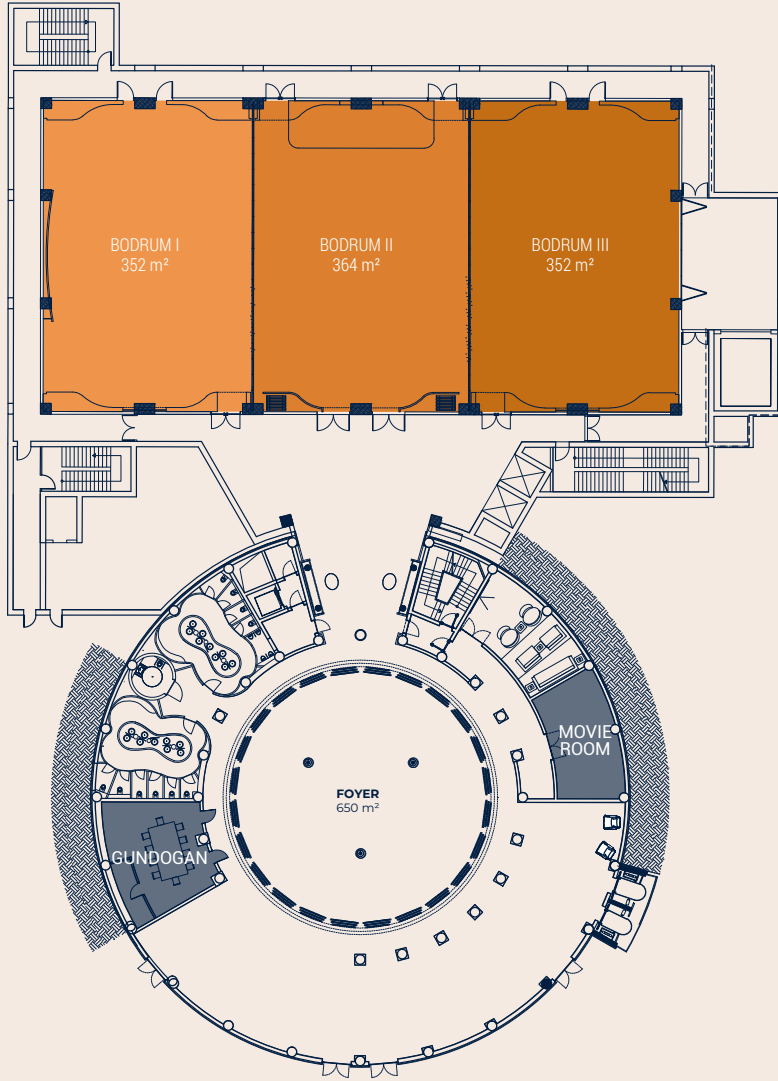 BODRUM I
352 m²
BODRUM II
364 m²
BODRUM III
352 m²
MOVIE
ROOM
FOYER
650 m²
GUNDOGAN